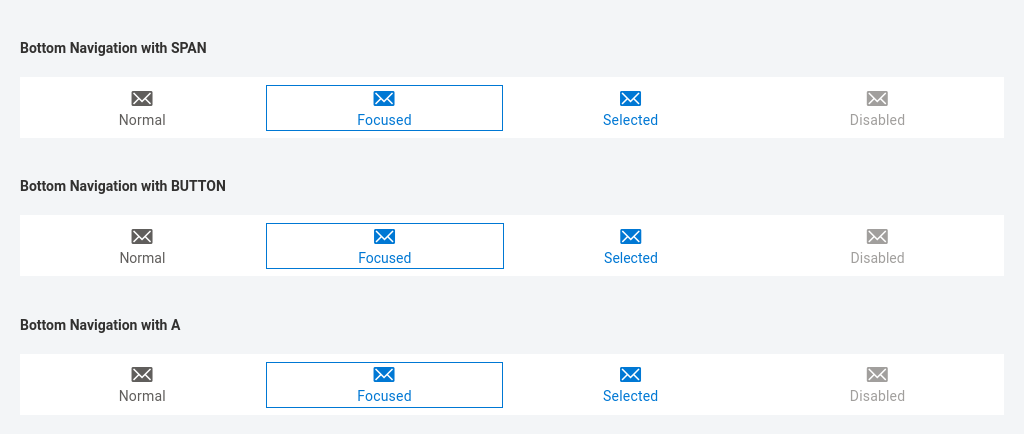 Bottom Navigation with SPAN
Normal Focused Selected Disabled
Bottom Navigation with BUTTON
Normal Focused Selected Disabled
Bottom Navigation with A
Normal Focused Selected Disabled